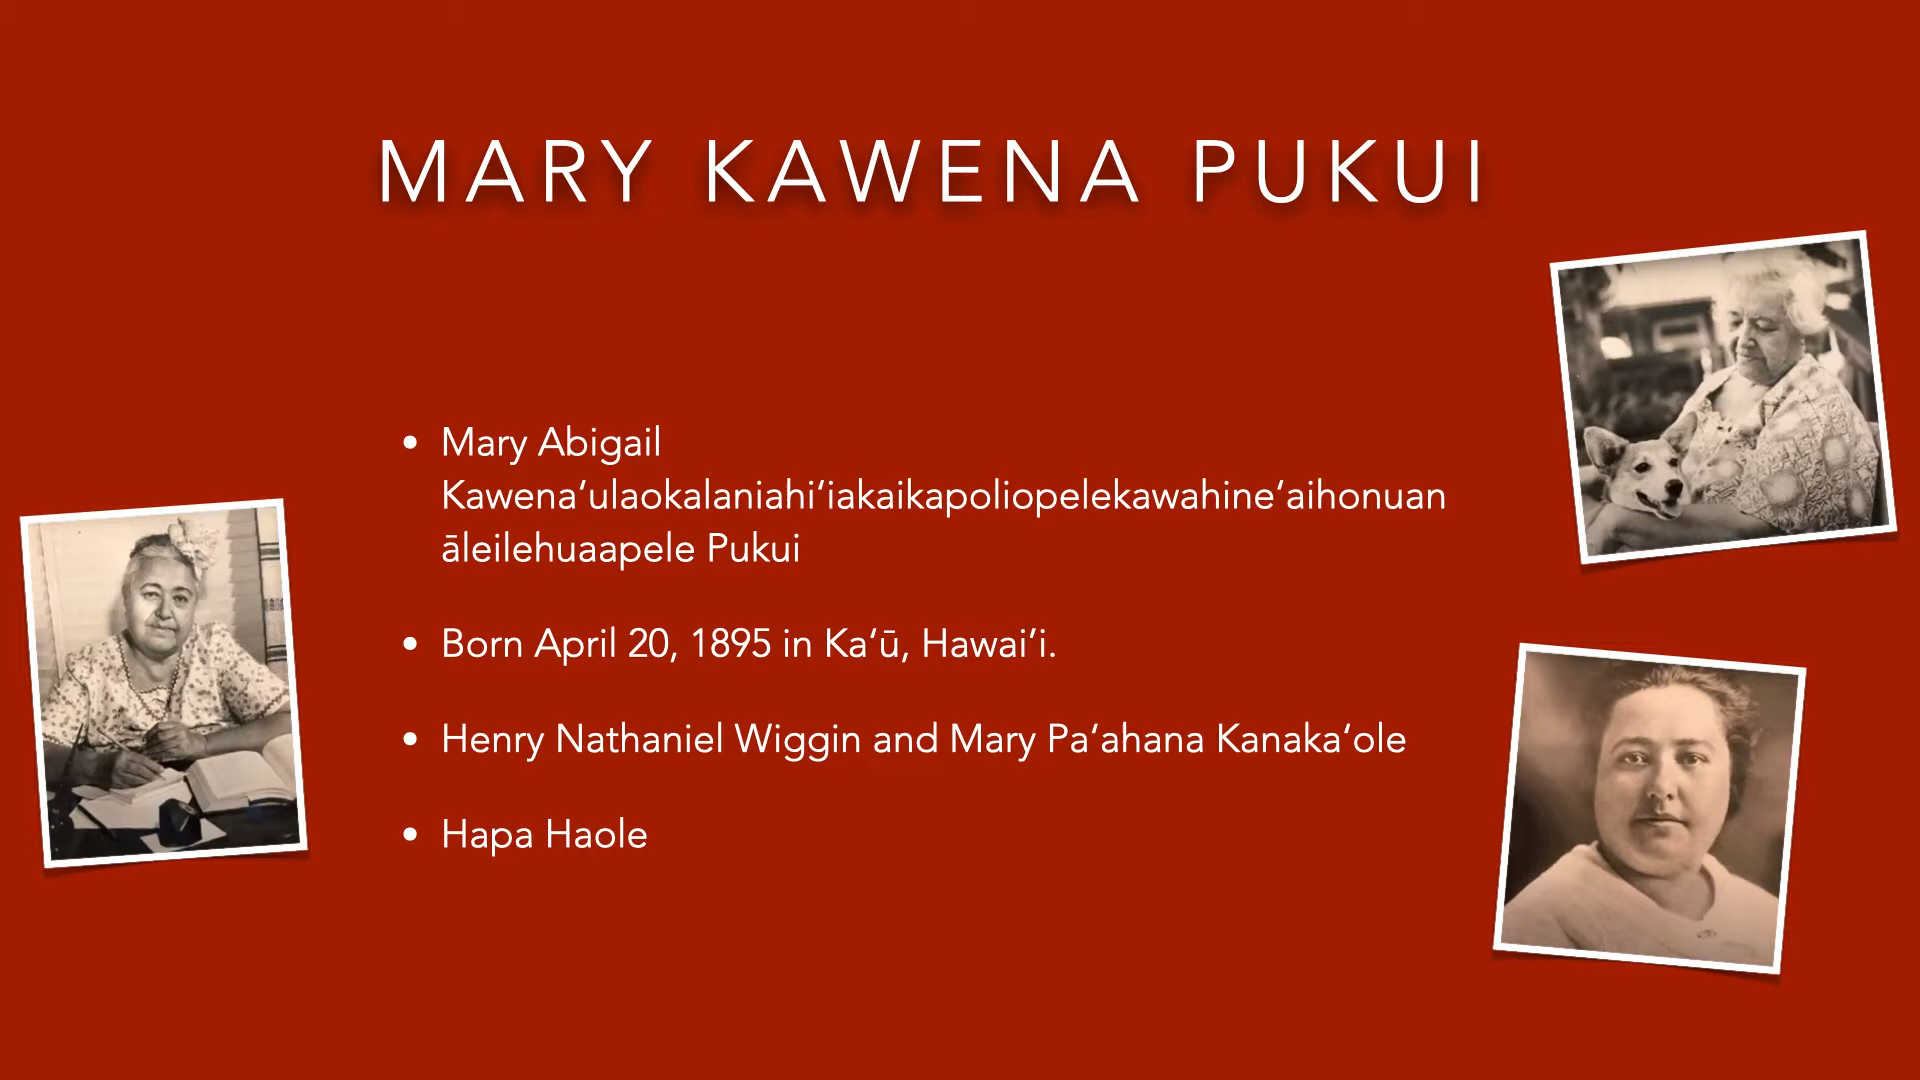 MARY KAWENA PUKUI
• Mary Abigail
Kawenaʻulaokalaniahiʻiakaikapoliopelekawahineʻaihonuan
āleilehuaapele Pukui
• Born April 20, 1895 in Kaʻū, Hawai’i.
• Henry Nathaniel Wiggin and Mary Paʻahana Kanakaʻole
• Hapa Haole